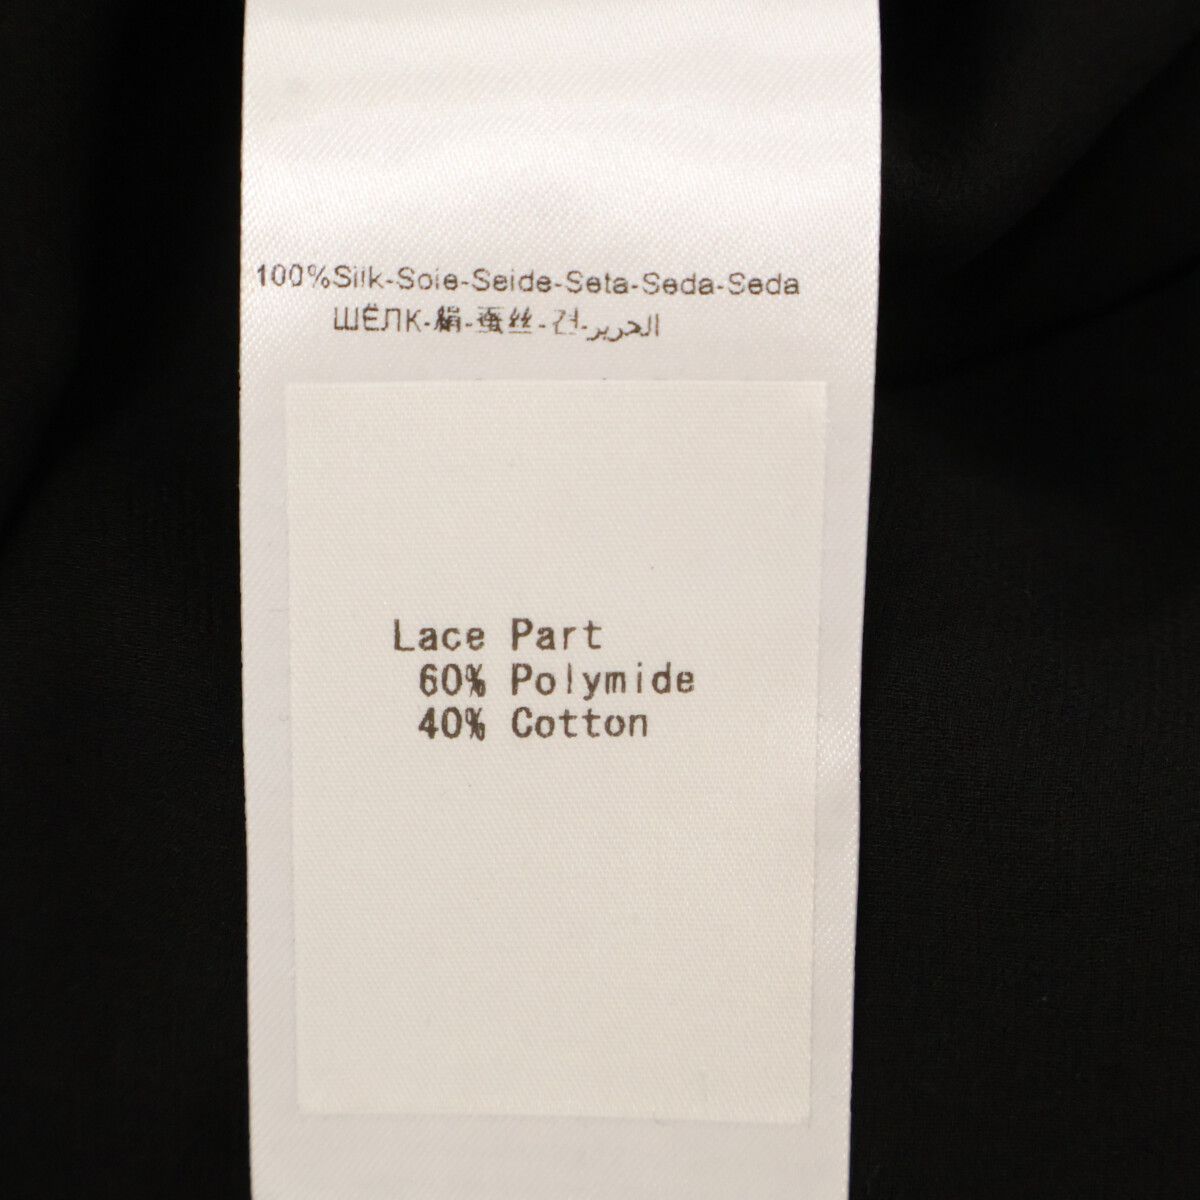 100%Silk-Soie-Seide-Seta-Seda-Seda
ШЁЛК-絹-蚕丝-견-الحرير
Lace Part
60% Polymide
40% Cotton